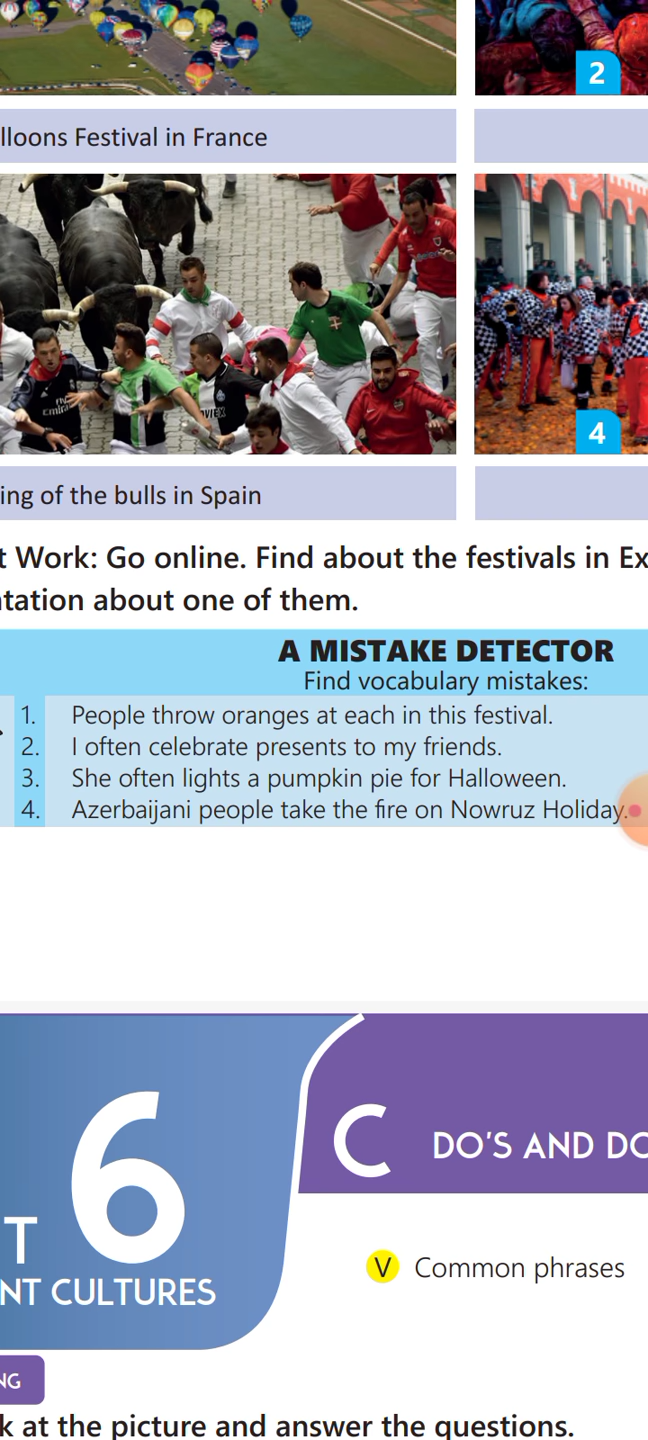 2
lloons Festival in France
4
ing of the bulls in Spain
t Work: Go online. Find about the festivals in Ex
tation about one of them.
A MISTAKE DETECTOR
Find vocabulary mistakes:
1. People throw oranges at each in this festival.
2. I often celebrate presents to my friends.
3. She often lights a pumpkin pie for Halloween.
4. Azerbaijani people take the fire on Nowruz Holiday.
T 6
NT CULTURES
C DO'S AND DO
V Common phrases
NG
k at the picture and answer the questions.